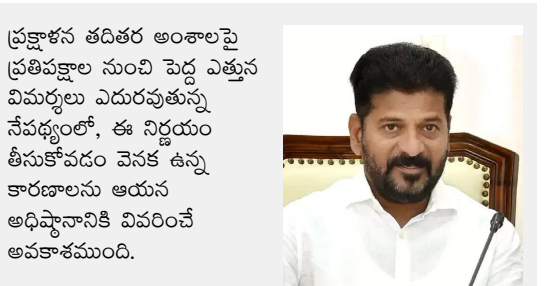 ప్రక్షాళన తదితర అంశాలపై
ప్రతిపక్షాల నుంచి పెద్ద ఎత్తున
విమర్శలు ఎదురవుతున్న
నేపథ్యంలో, ఈ నిర్ణయం
తీసుకోవడం వెనక ఉన్న
కారణాలను ఆయన
అధిష్ఠానానికి వివరించే
అవకాశముంది.